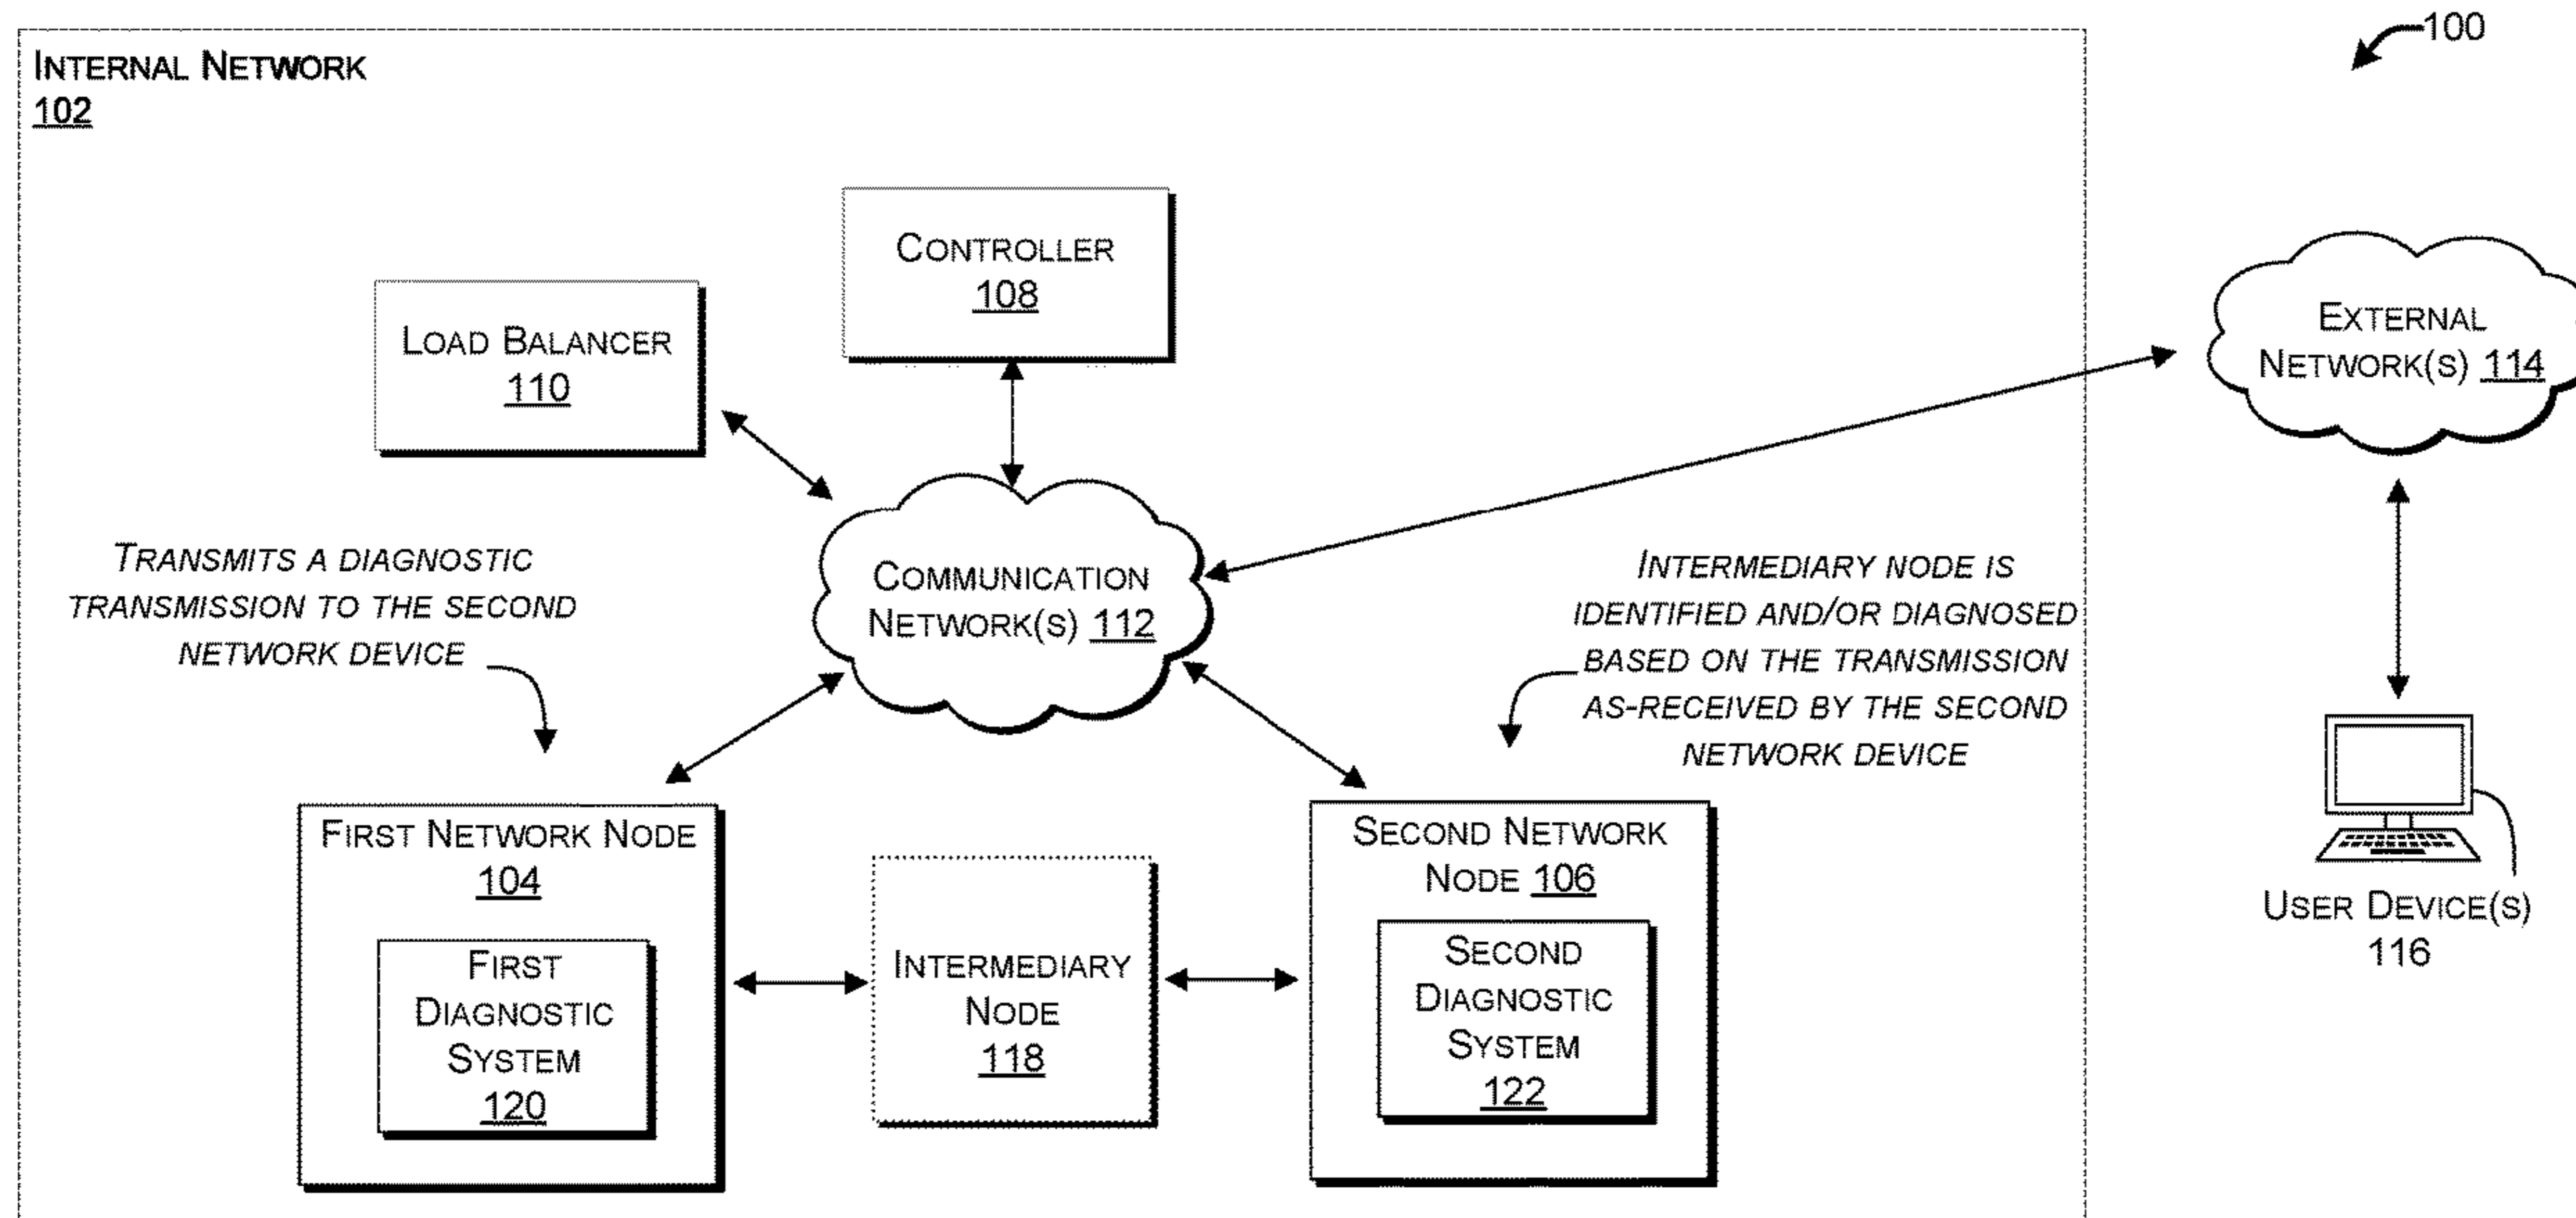 100
INTERNAL NETWORK
102
CONTROLLER
108
LOAD BALANCER
110
EXTERNAL
NETWORK(S) 114
TRANSMITS A DIAGNOSTIC
TRANSMISSION TO THE SECOND
NETWORK DEVICE
COMMUNICATION
NETWORK(S) 112
INTERMEDIARY NODE IS
IDENTIFIED AND/OR DIAGNOSED
BASED ON THE TRANSMISSION
AS-RECEIVED BY THE SECOND
NETWORK DEVICE
FIRST NETWORK NODE
104
FIRST
DIAGNOSTIC
SYSTEM
120
INTERMEDIARY
NODE
118
SECOND NETWORK
NODE 106
SECOND
DIAGNOSTIC
SYSTEM
122
USER DEVICE(S)
116